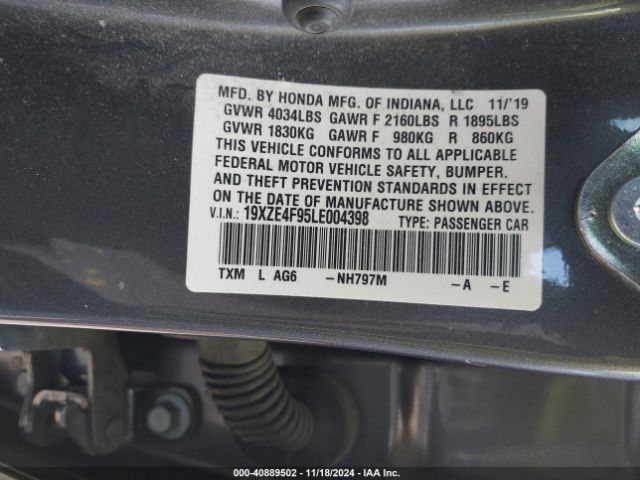 MFD. BY HONDA MFG. OF INDIANA, LLC 11/'19
GVWR 4034LBS GAWR F 2160LBS R 1895LBS
GVWR 1830KG GAWR F 980KG R 860KG
THIS VEHICLE CONFORMS TO ALL APPLICABLE
FEDERAL MOTOR VEHICLE SAFETY, BUMPER.
AND THEFT PREVENTION STANDARDS IN EFFECT
ON THE DATE OF MANUFACTURE SHOWN ABOVE.
V.I.N.: 19XZE4F95LE004398 TYPE: PASSENGER CAR
TXM L AG6 -NH797M -A -E
000-40889502 - 11/18/2024 - IAA Inc.